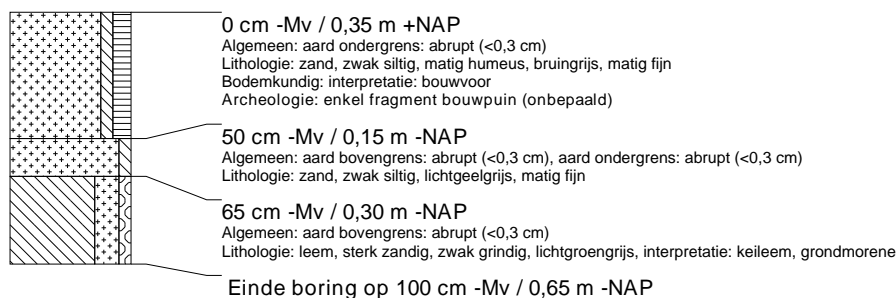 0 cm -Mv / 0,35 m +NAP
Algemeen: aard ondergrens: abrupt (<0,3 cm)
Lithologie: zand, zwak siltig, matig humeus, bruingrijs, matig fijn
Bodemkundig: interpretatie: bouwvoor
Archeologie: enkel fragment bouwpuin (onbepaald)
50 cm -Mv / 0,15 m -NAP
Algemeen: aard bovengrens: abrupt (<0,3 cm), aard ondergrens: abrupt (<0,3 cm)
Lithologie: zand, zwak siltig, lichtgeelgrijs, matig fijn
65 cm -Mv / 0,30 m -NAP
Algemeen: aard bovengrens: abrupt (<0,3 cm)
Lithologie: leem, sterk zandig, zwak grindig, lichtgroengrijs, interpretatie: keileem, grondmorene
Einde boring op 100 cm -Mv / 0,65 m -NAP